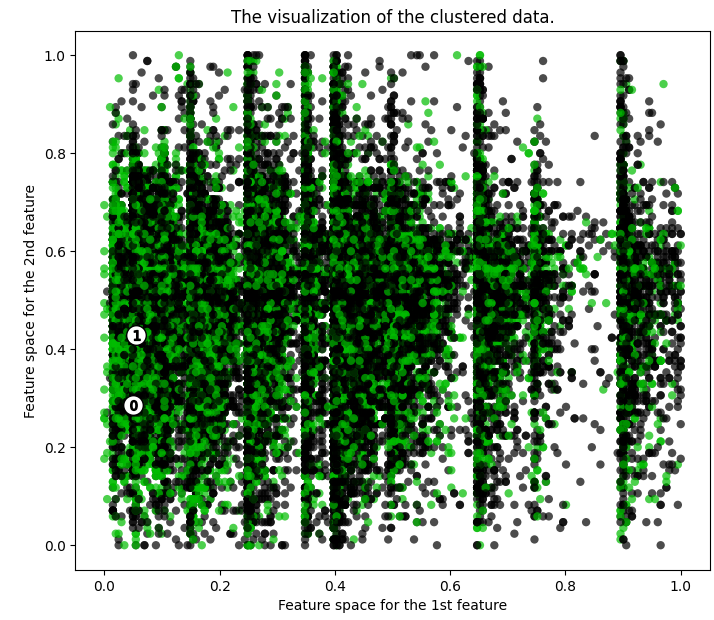 The visualization of the clustered data.
1.0
0.8
0.6
0.4
0.2
0.0
Feature space for the 2nd feature
1
0
0.0 0.2 0.4 0.6 0.8 1.0
Feature space for the 1st feature